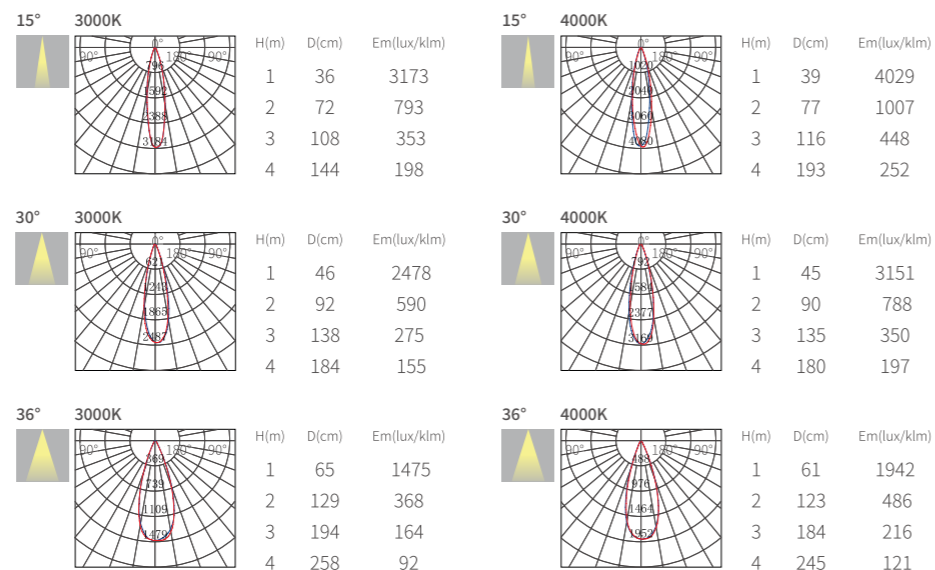 15° 3000K
0°
90° 180° 90°
796
1592
2388
3184
H(m) D(cm) Em(lux/klm)
1 36 3173
2 72 793
3 108 353
4 144 198
15° 4000K
0°
90° 180° 90°
1020
2040
3060
4080
H(m) D(cm) Em(lux/klm)
1 39 4029
2 77 1007
3 116 448
4 193 252
30° 3000K
0°
90° 180° 90°
621
1243
1865
2487
H(m) D(cm) Em(lux/klm)
1 46 2478
2 92 590
3 138 275
4 184 155
30° 4000K
0°
90° 180° 90°
792
1584
2377
3169
H(m) D(cm) Em(lux/klm)
1 45 3151
2 90 788
3 135 350
4 180 197
36° 3000K
90° 180° 90°
369
739
1109
1479
H(m) D(cm) Em(lux/klm)
1 65 1475
2 129 368
3 194 164
4 258 92
36° 4000K
90° 180° 90°
488
976
1464
1952
H(m) D(cm) Em(lux/klm)
1 61 1942
2 123 486
3 184 216
4 245 121